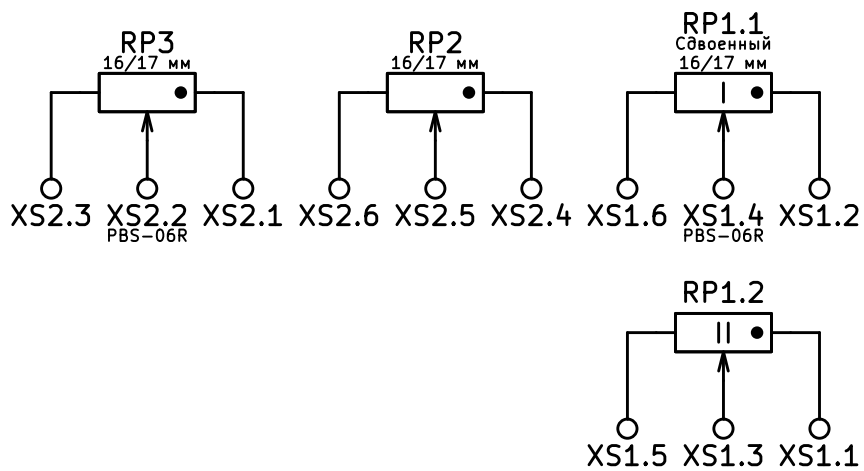 RP3
16/17 мм
XS2.3
XS2.2
XS2.1
PBS-06R
RP2
16/17 мм
XS2.6
XS2.5
XS2.4
RP1.1
Сдвоенный
16/17 мм
I
XS1.6
XS1.4
XS1.2
PBS-06R
RP1.2
II
XS1.5
XS1.3
XS1.1